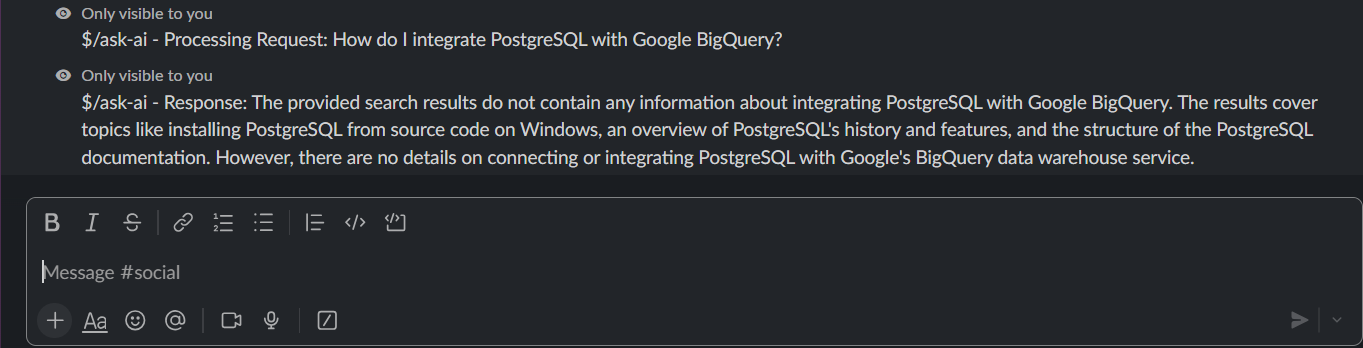 Only visible to you
$/ask-ai - Processing Request: How do I integrate PostgreSQL with Google BigQuery?
Only visible to you
$/ask-ai - Response: The provided search results do not contain any information about integrating PostgreSQL with Google BigQuery. The results cover
topics like installing PostgreSQL from source code on Windows, an overview of PostgreSQL's history and features, and the structure of the PostgreSQL
documentation. However, there are no details on connecting or integrating PostgreSQL with Google's BigQuery data warehouse service.
Message #social
Aa